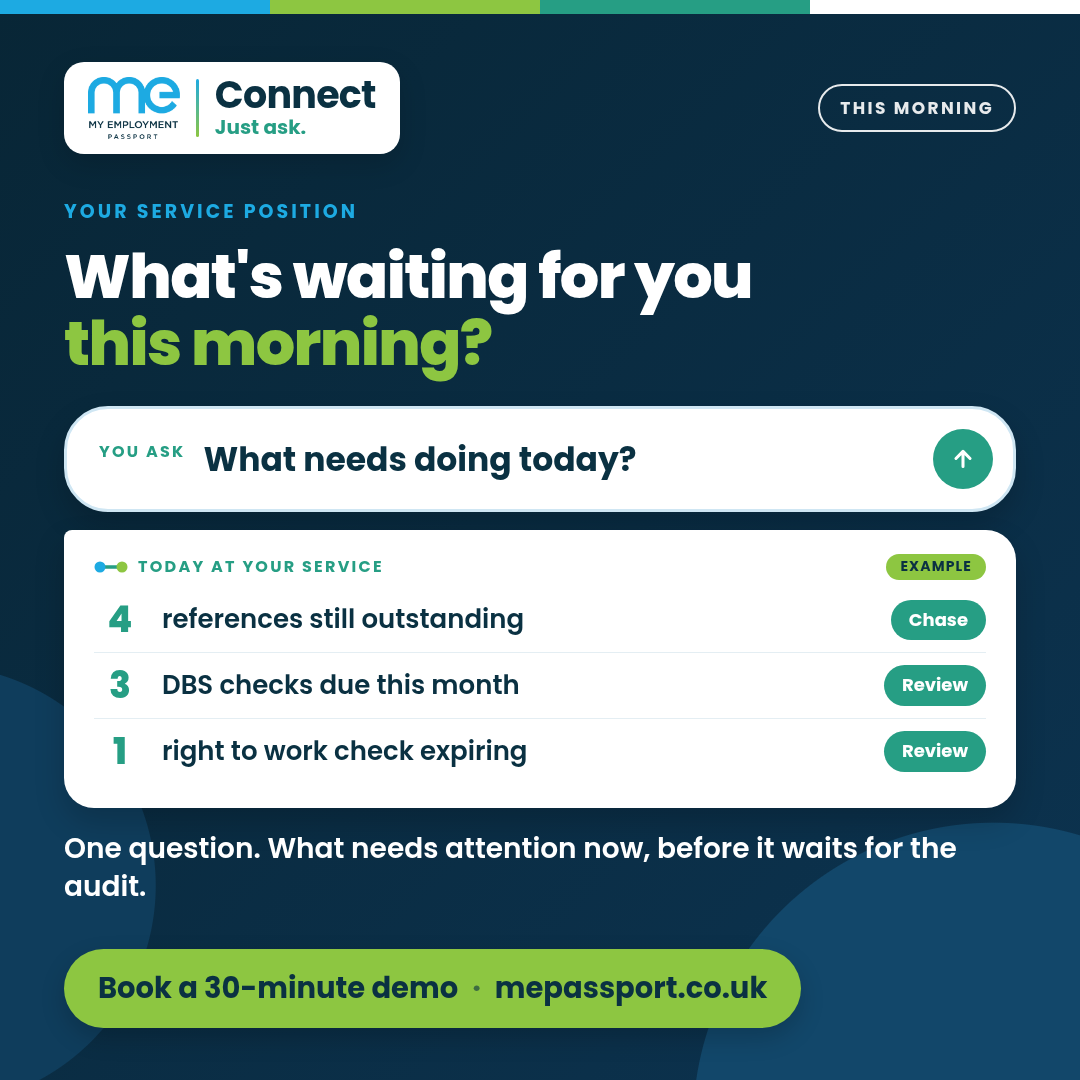 me
MY EMPLOYMENT
PASSPORT
Connect
Just ask.
THIS MORNING
YOUR SERVICE POSITION
What's waiting for you
this morning?
YOU ASK What needs doing today?
TODAY AT YOUR SERVICE EXAMPLE
4 references still outstanding Chase
3 DBS checks due this month Review
1 right to work check expiring Review
One question. What needs attention now, before it waits for the
audit.
Book a 30-minute demo · mepassport.co.uk